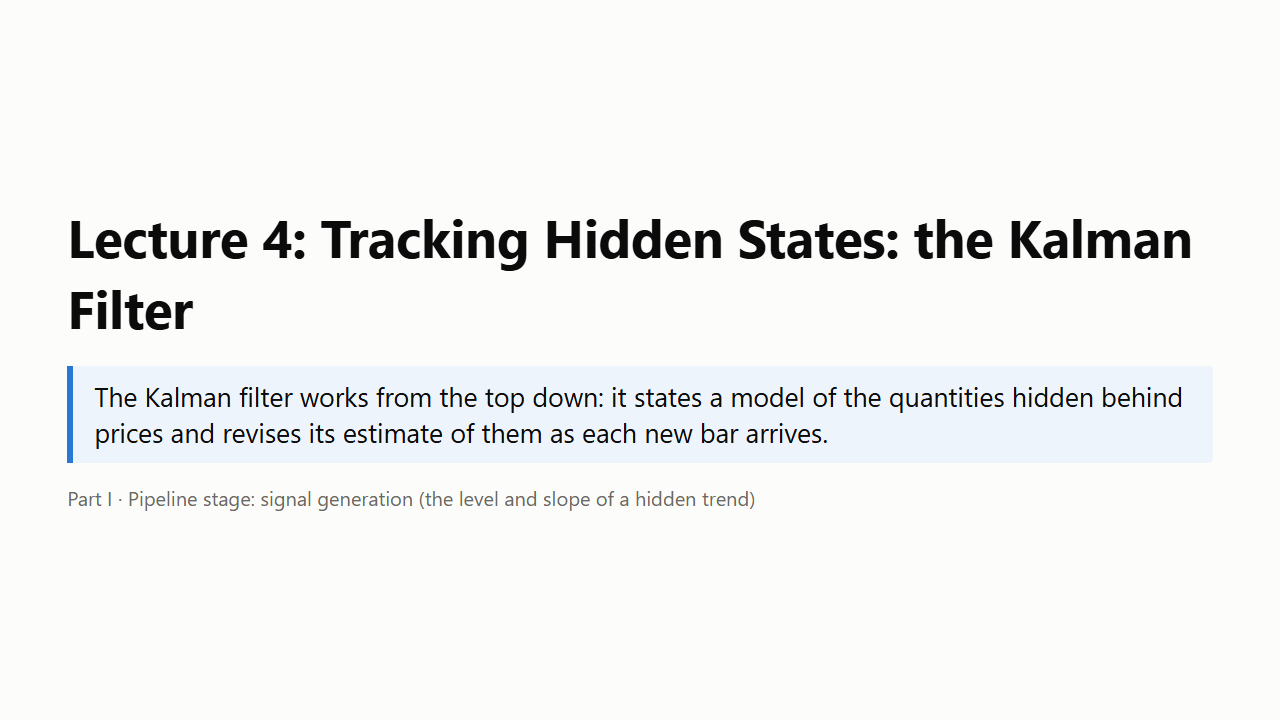 Lecture 4: Tracking Hidden States: the Kalman
Filter
The Kalman filter works from the top down: it states a model of the quantities hidden behind
prices and revises its estimate of them as each new bar arrives.
Part I · Pipeline stage: signal generation (the level and slope of a hidden trend)